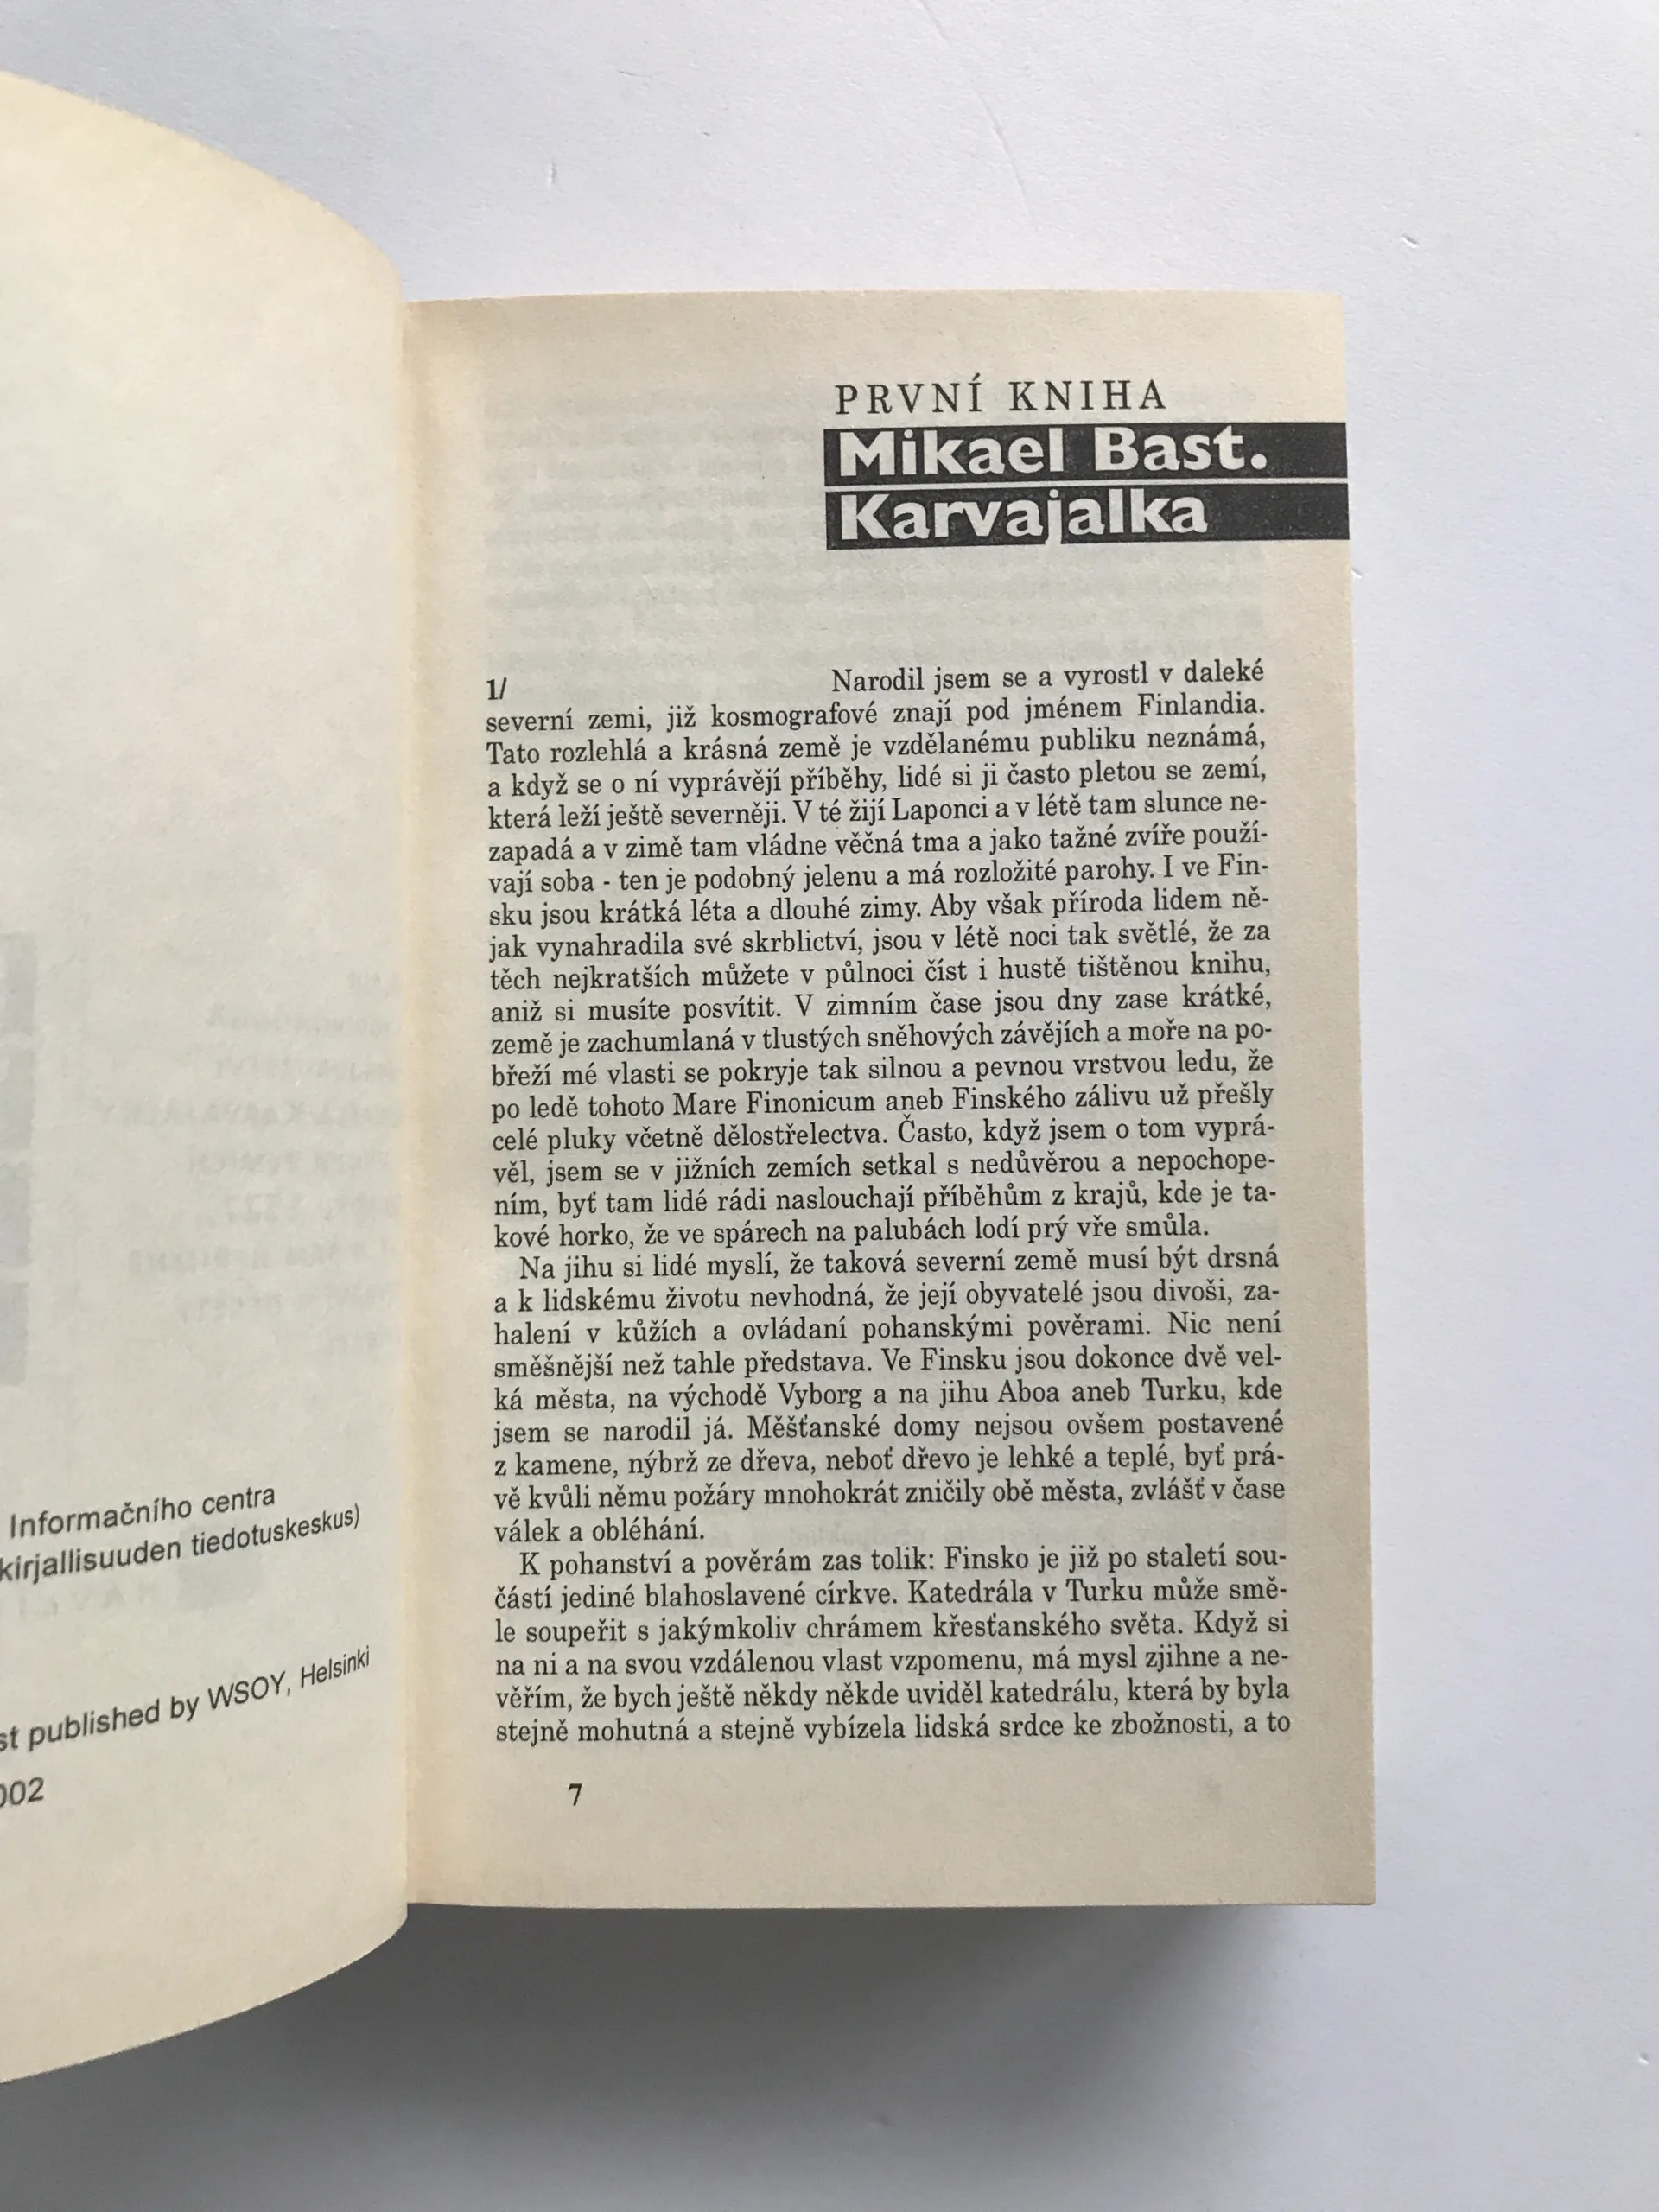 Informačního centra
kirjallisuuden tiedotuskeskus)
published by WSOY, Helsinki
002
PRVNÍ KNIHA
Mikael Bast.
Karvajalka
1/ Narodil jsem se a vyrostl v daleké
severní zemi, již kosmografové znají pod jménem Finlandia.
Tato rozlehlá a krásná země je vzdělanému publiku neznámá,
a když se o ní vyprávějí příběhy, lidé si ji často pletou se zemí,
která leží ještě severněji. V té žijí Laponci a v létě tam slunce ne-
zapadá a v zimě tam vládne věčná tma a jako tažné zvíře použí-
vají soba - ten je podobný jelenu a má rozložité parohy. I ve Fin-
sku jsou krátká léta a dlouhé zimy. Aby však příroda lidem ně-
jak vynahradila své skrblictví, jsou v létě noci tak světlé, že za
těch nejkratších můžete v půlnoci číst i hustě tištěnou knihu,
aniž si musíte posvítit. V zimním čase jsou dny zase krátké,
země je zachumlaná v tlustých sněhových závějích a moře na po-
břeží mé vlasti se pokryje tak silnou a pevnou vrstvou ledu, že
po ledě tohoto Mare Finonicum aneb Finského zálivu už přešly
celé pluky včetně dělostřelectva. Často, když jsem o tom vyprá-
věl, jsem se v jižních zemích setkal s nedůvěrou a nepochope-
ním, byť tam lidé rádi naslouchají příběhům z krajů, kde je ta-
kové horko, že ve spárech na palubách lodí prý vře smůla.
Na jihu si lidé myslí, že taková severní země musí být drsná
a k lidskému životu nevhodná, že její obyvatelé jsou divoši, za-
halení v kůžích a ovládaní pohanskými pověrami. Nic není
směšnější než tahle představa. Ve Finsku jsou dokonce dvě vel-
ká města, na východě Vyborg a na jihu Aboa aneb Turku, kde
jsem se narodil já. Měšťanské domy nejsou ovšem postavené
z kamene, nýbrž ze dřeva, neboť dřevo je lehké a teplé, byť prá-
vě kvůli němu požáry mnohokrát zničily obě města, zvlášť v čase
válek a obléhání.
K pohanství a pověrám zas tolik: Finsko je již po staletí sou-
částí jediné blahoslavené církve. Katedrála v Turku může smě-
le soupeřit s jakýmkoliv chrámem křesťanského světa. Když si
na ni a na svou vzdálenou vlast vzpomenu, má mysl zjihne a ne-
věřím, že bych ještě někdy někde uviděl katedrálu, která by byla
stejně mohutná a stejně vybízela lidská srdce ke zbožnosti, a to
7